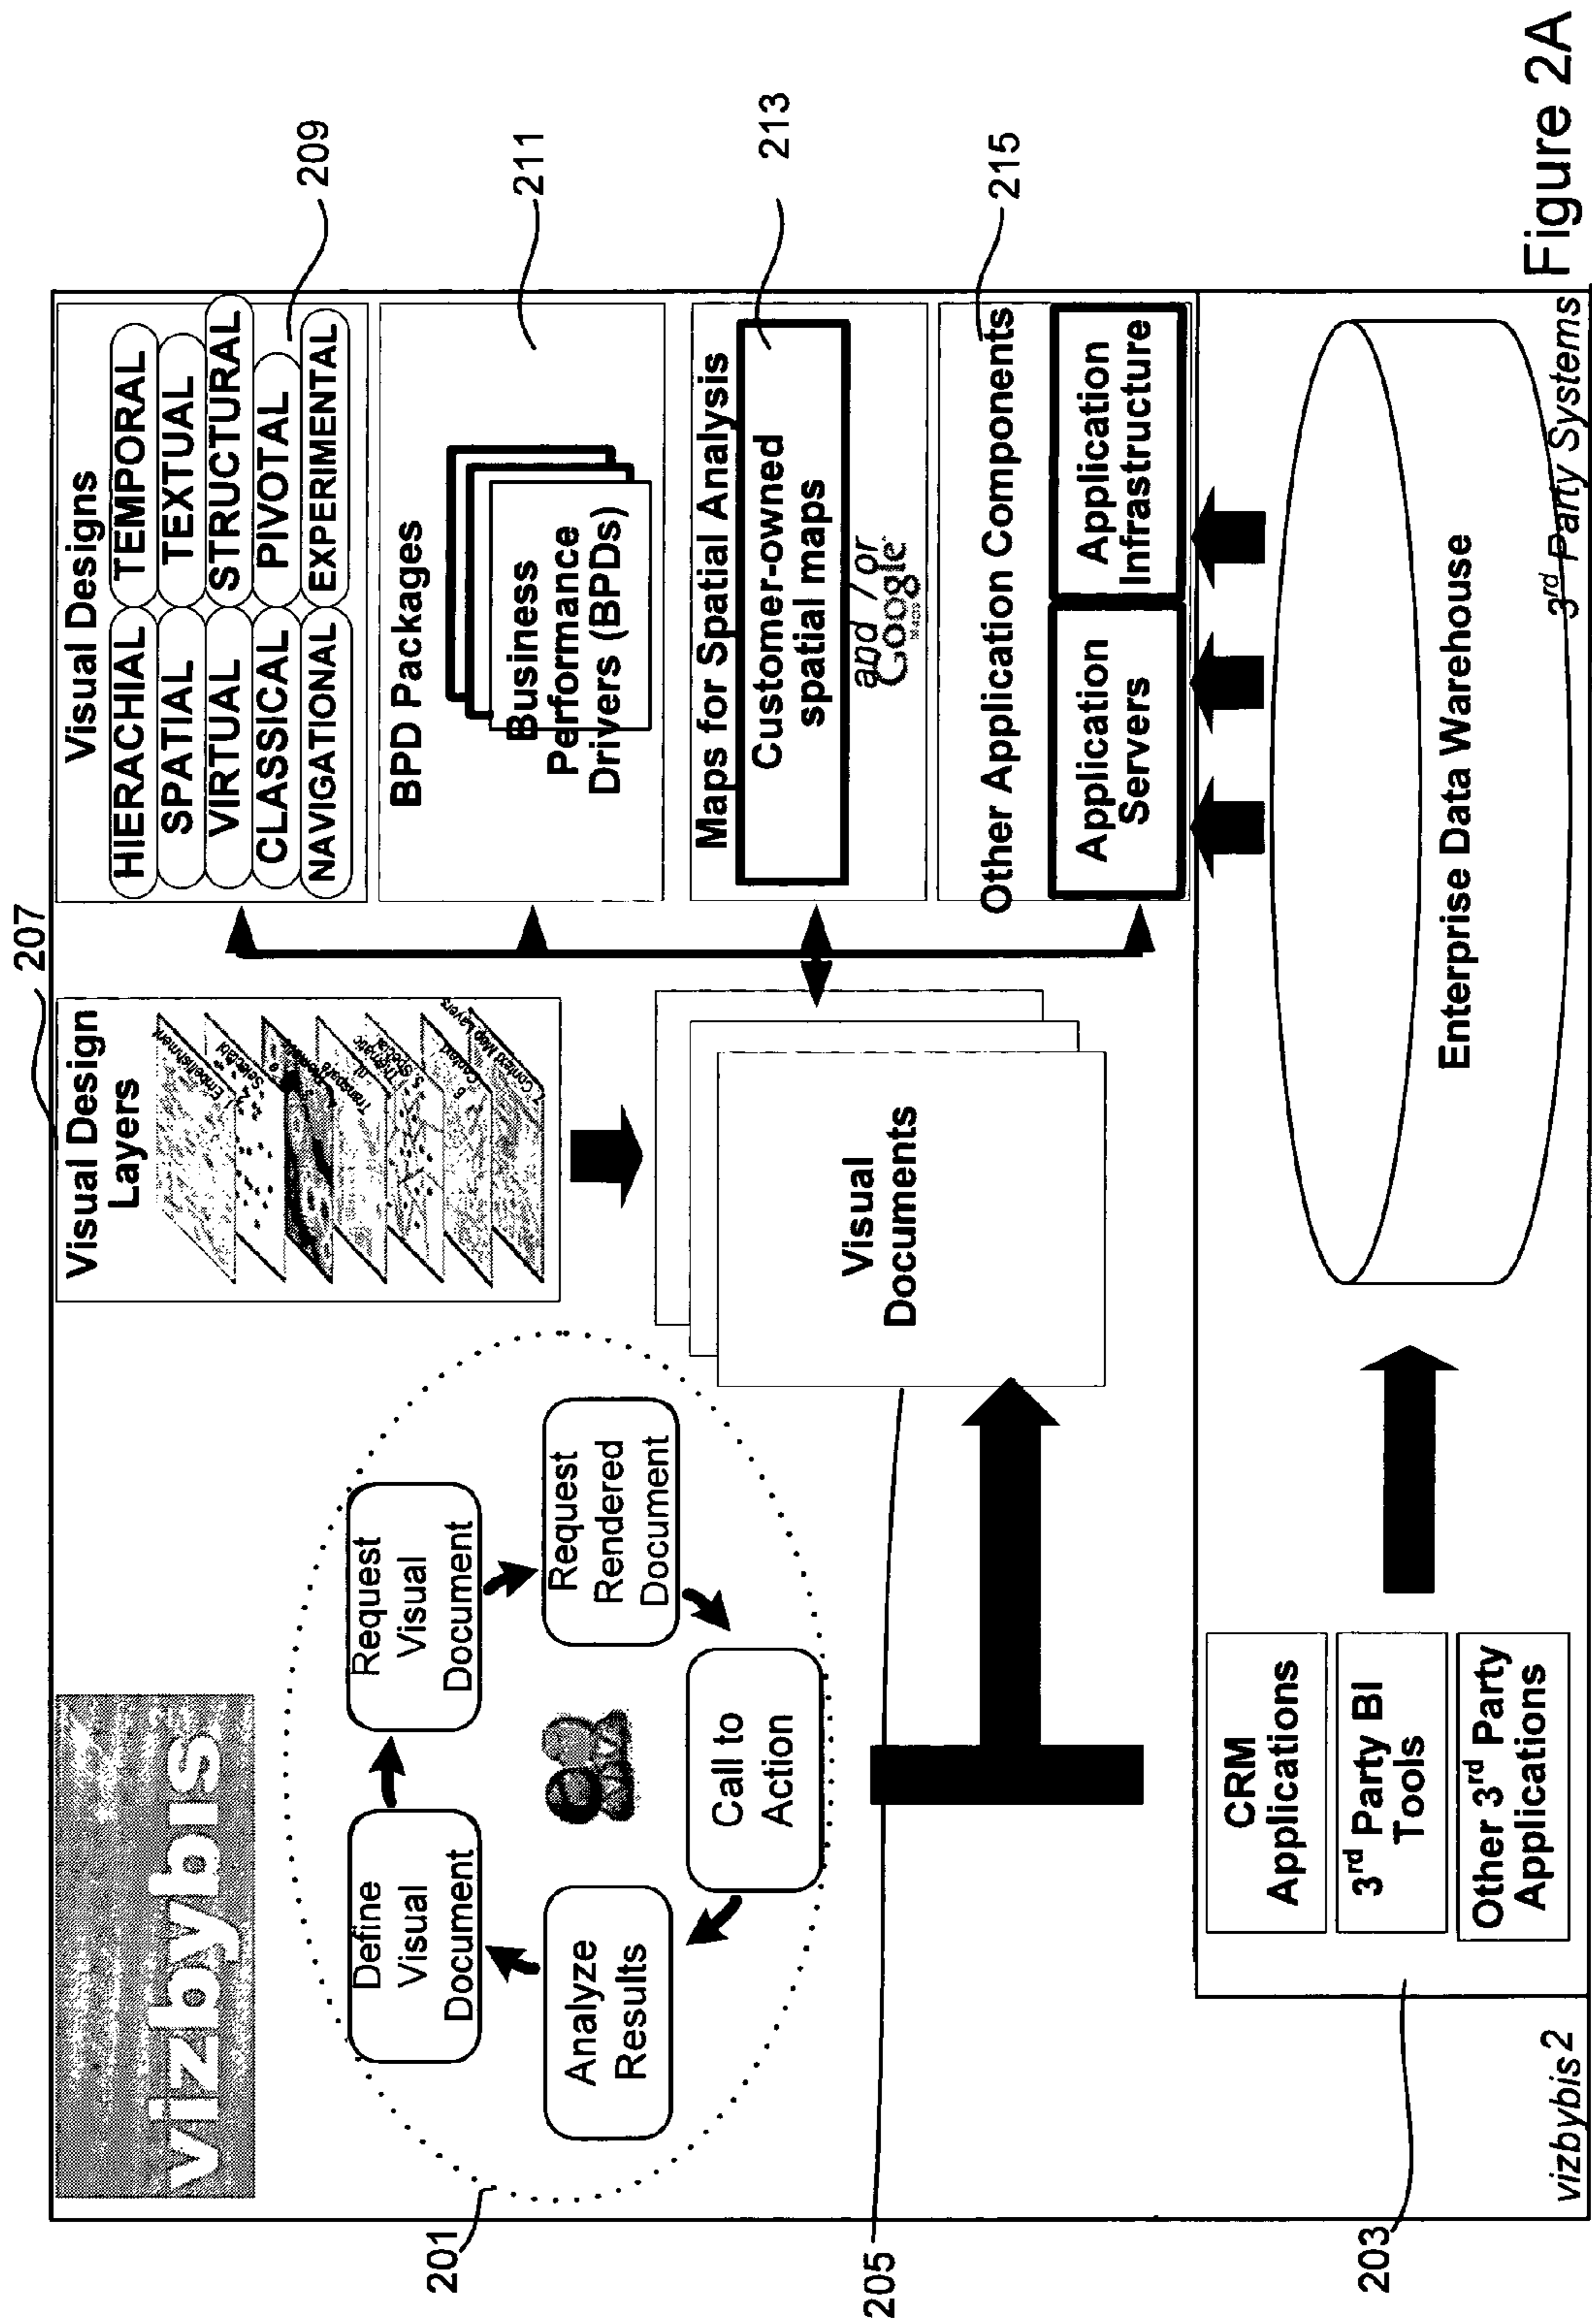 207
vizbybis
Visual Design
Layers
1. Embellishment
Visual Designs
HIERACHIAL TEMPORAL
SPATIAL TEXTUAL
VIRTUAL STRUCTURAL
CLASSICAL PIVOTAL
NAVIGATIONAL EXPERIMENTAL
209
201
Define
Visual
Document
Request
Visual
Document
Request
Rendered
Document
Call to
Action
Analyze
Results
BPD Packages
Business
Performance
Drivers (BPDs)
211
205
Visual
Documents
Maps for Spatial Analysis
Customer-owned
spatial maps
and / or
Google
213
Other Application Components
Application
Servers
Application
Infrastructure
215
203
CRM
Applications
3rd Party BI
Tools
Other 3rd Party
Applications
Enterprise Data Warehouse
3rd Party Systems
vizbybis2
Figure 2A